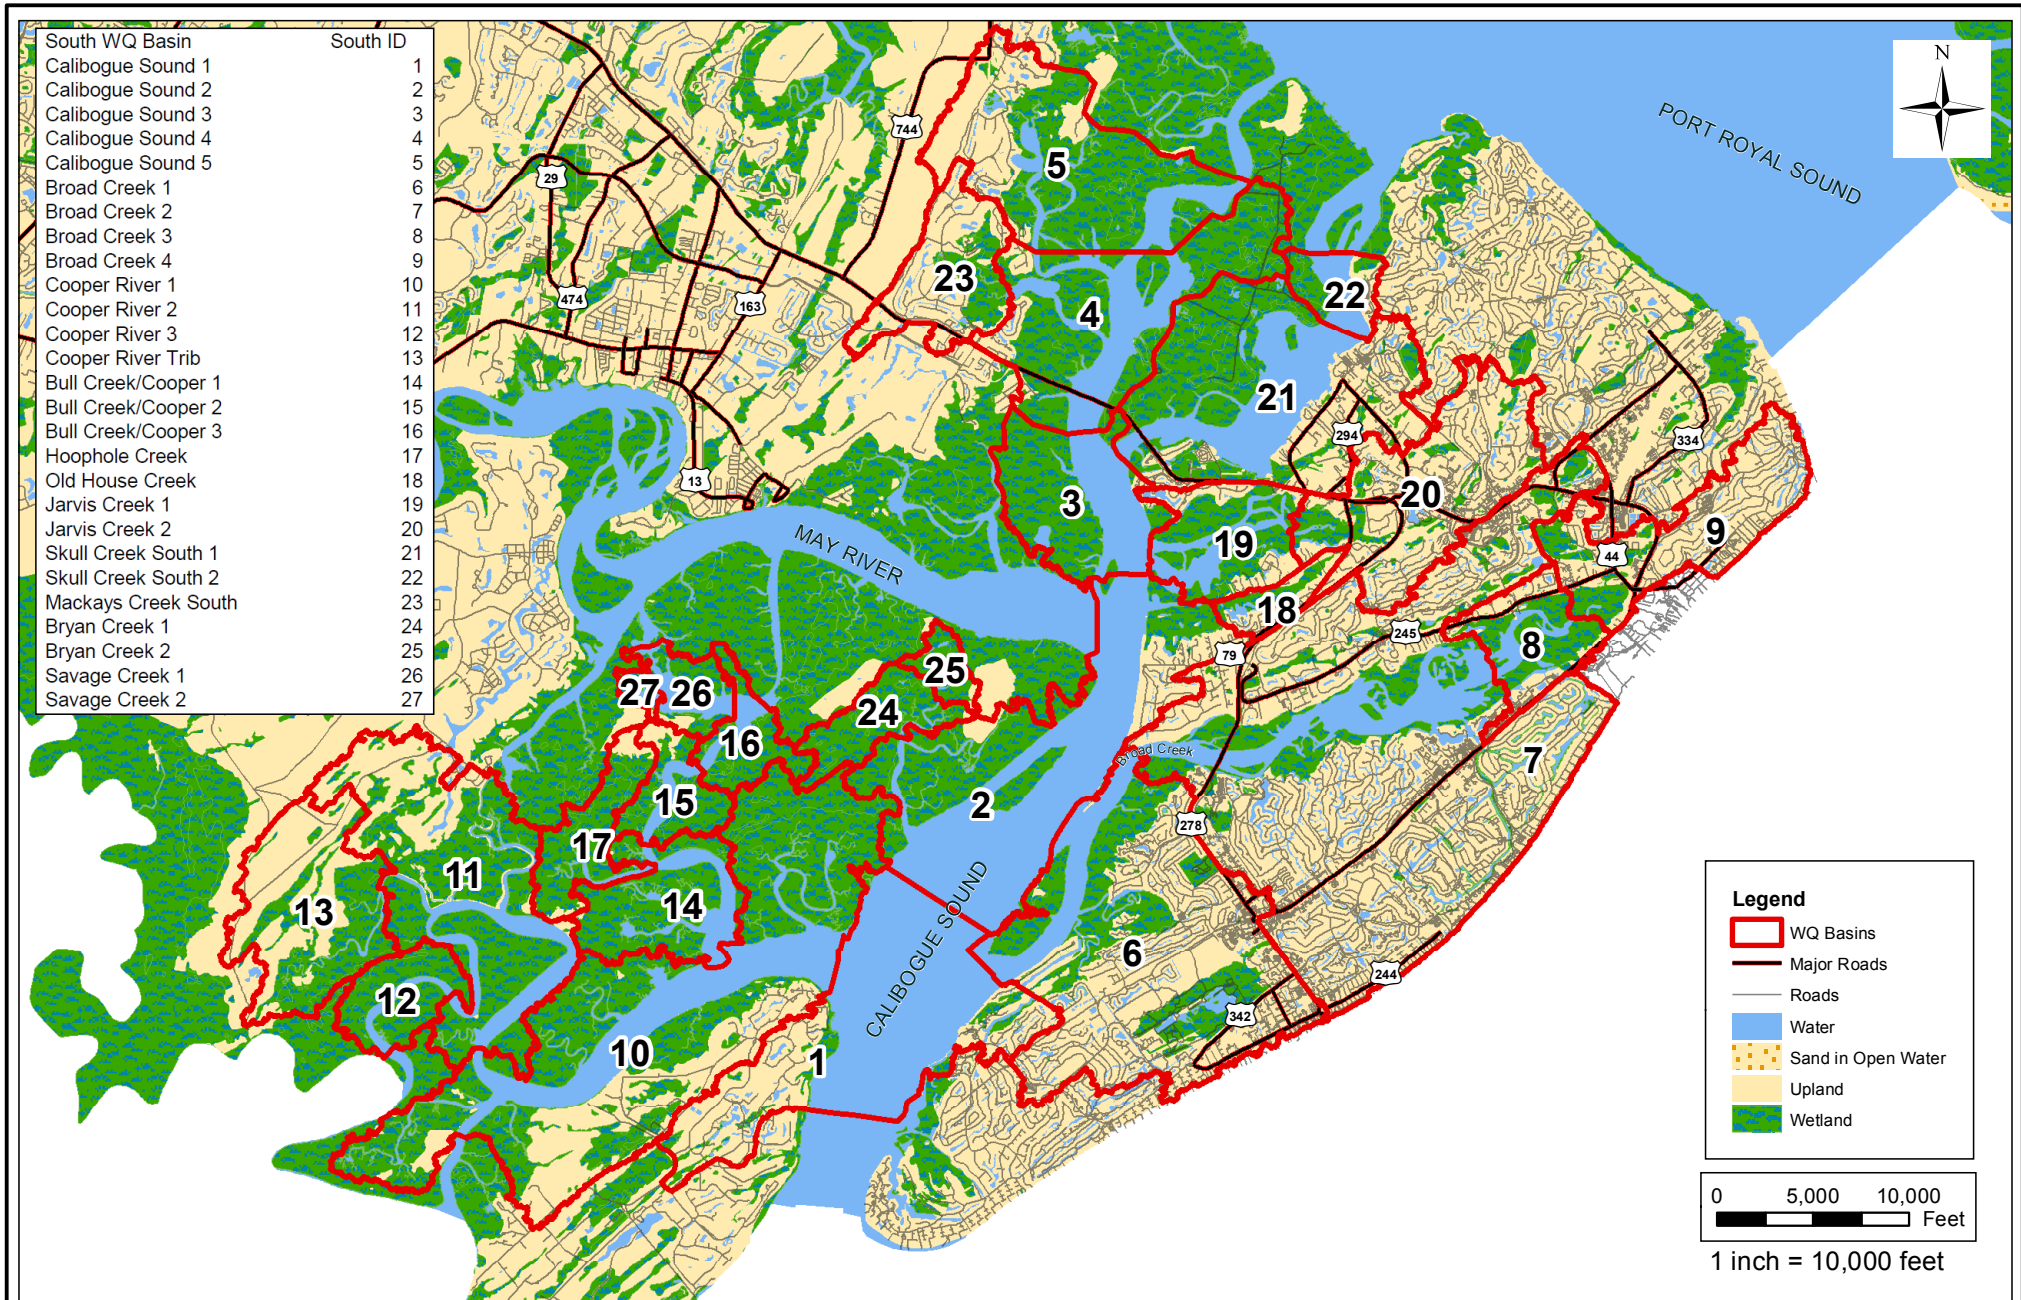 South WQ Basin South ID
Calibogue Sound 1 1
Calibogue Sound 2 2
Calibogue Sound 3 3
Calibogue Sound 4 4
Calibogue Sound 5 5
Broad Creek 1 6
Broad Creek 2 7
Broad Creek 3 8
Broad Creek 4 9
Cooper River 1 10
Cooper River 2 11
Cooper River 3 12
Cooper River Trib 13
Bull Creek/Cooper 1 14
Bull Creek/Cooper 2 15
Bull Creek/Cooper 3 16
Hoophole Creek 17
Old House Creek 18
Jarvis Creek 1 19
Jarvis Creek 2 20
Skull Creek South 1 21
Skull Creek South 2 22
Mackays Creek South 23
Bryan Creek 1 24
Bryan Creek 2 25
Savage Creek 1 26
Savage Creek 2 27
N
PORT ROYAL SOUND
744
29
5
23
474
163
4
22
21
294
334
13
3
20
19
9
44
MAY RIVER
18
245
8
79
25
27
26
24
16
Broad Creek
7
15
2
278
17
11
13
14
CALIBOGUE SOUND
6
244
12
342
10
1
Legend
WQ Basins
Major Roads
Roads
Water
Sand in Open Water
Upland
Wetland
0 5,000 10,000
Feet
1 inch = 10,000 feet